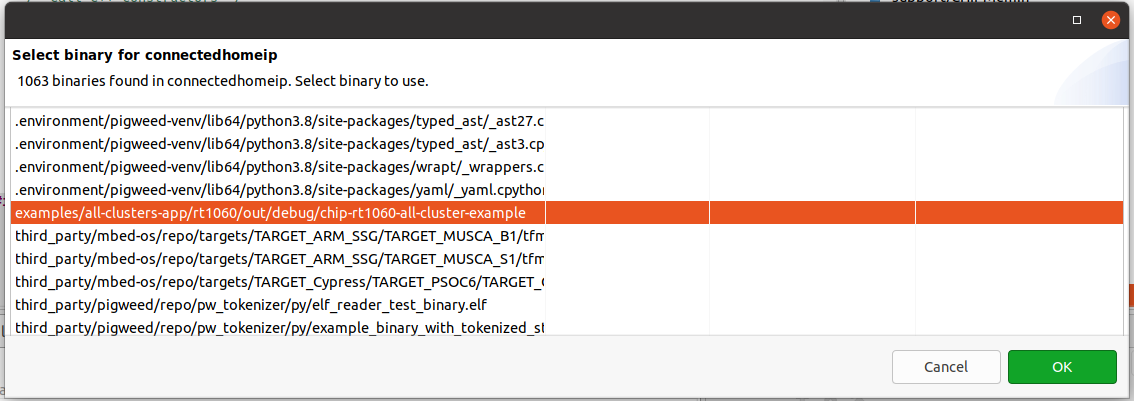 Select binary for connectedhomeip
1063 binaries found in connectedhomeip. Select binary to use.
.environment/pigweed-venv/lib64/python3.8/site-packages/typed_ast/_ast27.c
.environment/pigweed-venv/lib64/python3.8/site-packages/typed_ast/_ast3.cp
.environment/pigweed-venv/lib64/python3.8/site-packages/wrapt/_wrappers.c
.environment/pigweed-venv/lib64/python3.8/site-packages/yaml/_yaml.cpython
examples/all-clusters-app/rt1060/out/debug/chip-rt1060-all-cluster-example
third_party/mbed-os/repo/targets/TARGET_ARM_SSG/TARGET_MUSCA_B1/tfm
third_party/mbed-os/repo/targets/TARGET_ARM_SSG/TARGET_MUSCA_S1/tfm
third_party/mbed-os/repo/targets/TARGET_Cypress/TARGET_PSOC6/TARGET_C
third_party/pigweed/repo/pw_tokenizer/py/elf_reader_test_binary.elf
third_party/pigweed/repo/pw_tokenizer/py/example_binary_with_tokenized_st
Cancel OK